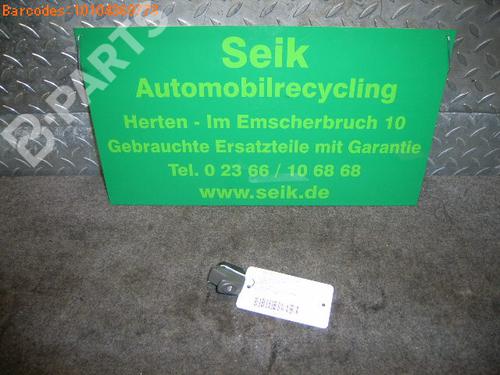 Seik
Automobilrecycling
Herten - Im Emscherbruch 10
Gebrauchte Ersatzteile mit Garantie
Tel. 0 23 66 / 10 68 68
www.seik.de
B-PARTS